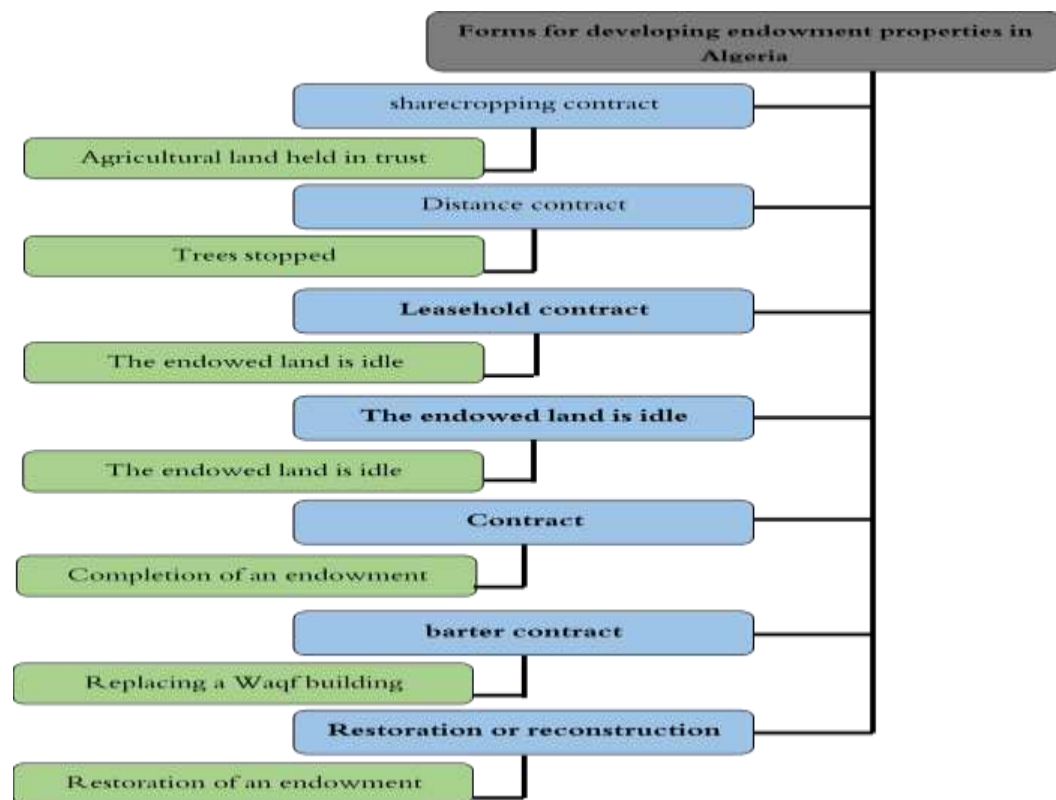 Forms for developing endowment properties in
Algeria
sharecropping contract
Agricultural land held in trust
Distance contract
Trees stopped
Leasehold contract
The endowed land is idle
The endowed land is idle
The endowed land is idle
Contract
Completion of an endowment
barter contract
Replacing a Waqf building
Restoration or reconstruction
Restoration of an endowment